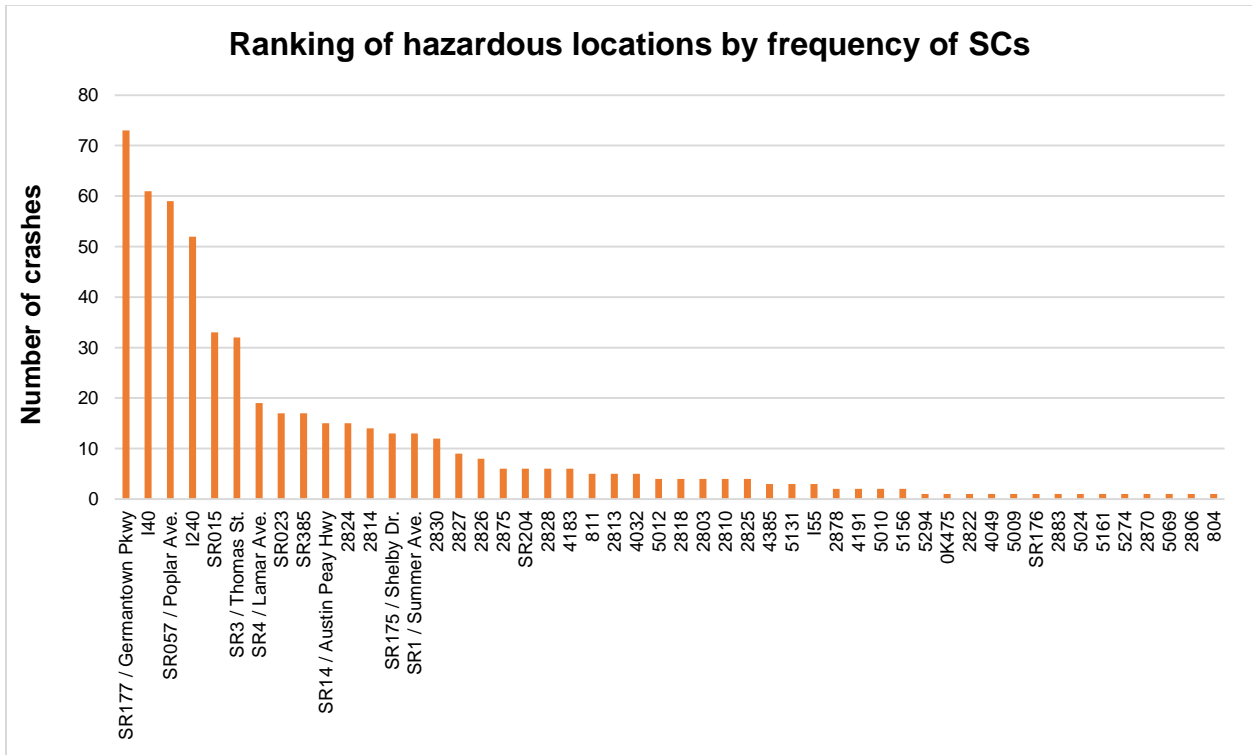 Ranking of hazardous locations by frequency of SCs
Number of crashes
80
70
60
50
40
30
20
10
0
SR177 / Germantown Pkwy
I40
SR057 / Poplar Ave.
I240
SR015
SR3 / Thomas St.
SR4 / Lamar Ave.
SR023
SR385
SR14 / Austin Peay Hwy
2824
2814
SR175 / Shelby Dr.
SR1 / Summer Ave.
2830
2827
2826
2875
SR204
2828
4183
811
2813
4032
5012
2818
2803
2810
2825
4385
5131
I55
2878
4191
5010
5156
5294
0K475
2822
4049
5009
SR176
2883
5024
5161
5274
2870
5069
2806
804